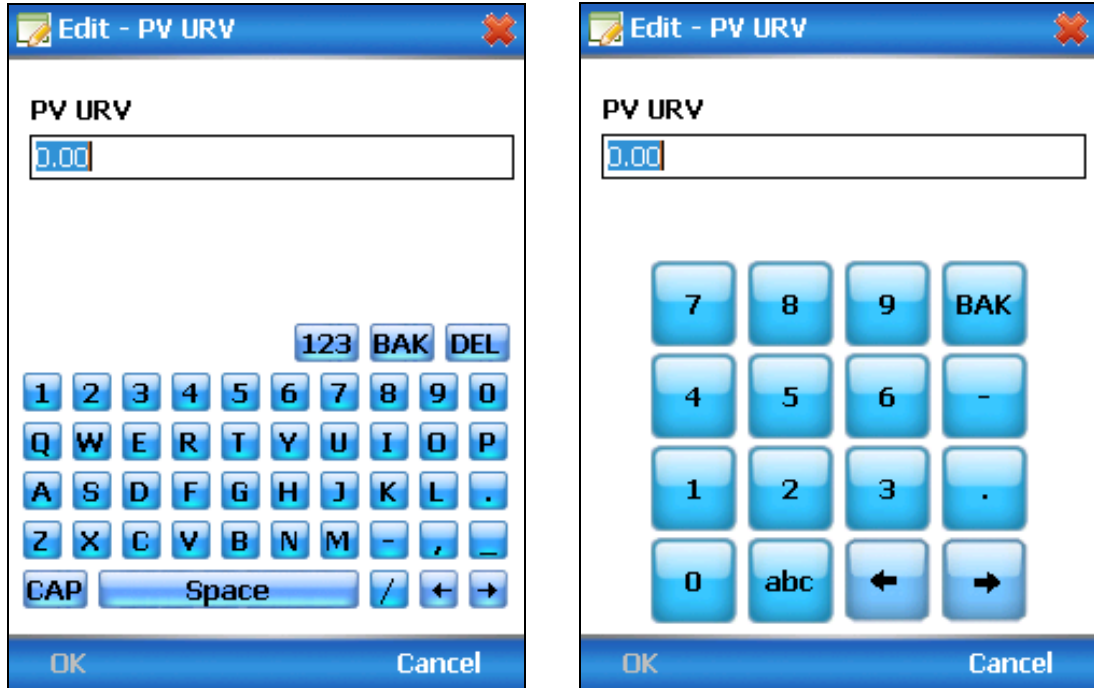 Edit - PV URV
PV URV
0.00
123 BAK DEL
1 2 3 4 5 6 7 8 9 0
Q W E R T Y U I O P
A S D F G H J K L .
Z X C V B N M - , _
CAP Space / ← →
OK Cancel
Edit - PV URV
PV URV
0.00
7 8 9 BAK
4 5 6 -
1 2 3 .
0 abc ← →
OK Cancel